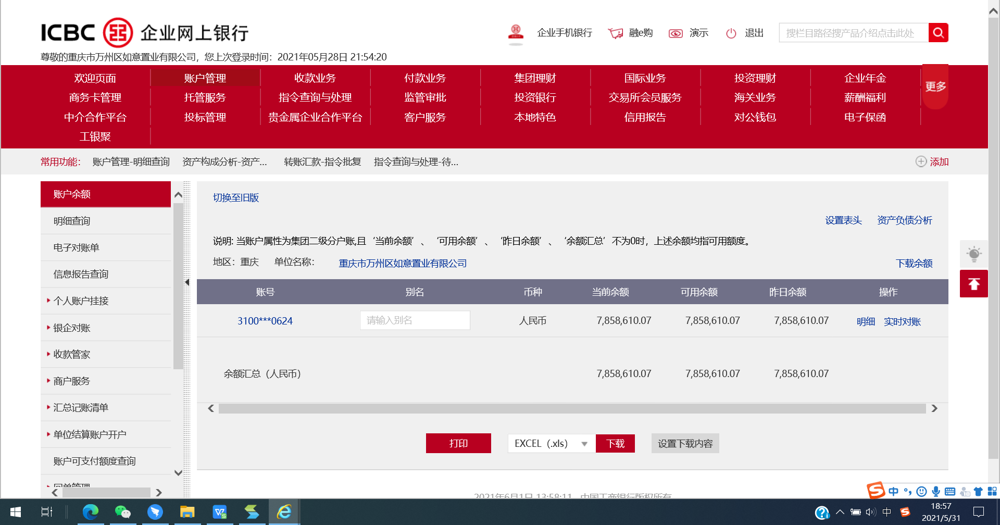 ICBC 企业网上银行
企业手机银行 融e购 演示 退出 搜栏目路径搜产品介绍点击此处
尊敬的重庆市万州区如意置业有限公司，您上次登录时间：2021年05月28日 21:54:20
欢迎页面 账户管理 收款业务 付款业务 集团理财 国际业务 投资理财 企业年金
更多
商务卡管理 托管服务 指令查询与处理 监管审批 投资银行 交易所会员服务 海关业务 薪酬福利
中介合作平台 投标管理 贵金属企业合作平台 客户服务 本地特色 信用报告 对公钱包 电子保函
工银聚
常用功能： 账户管理-明细查询 资产构成分析-资产... 转账汇款-指令批复 指令查询与处理-待... 添加
账户余额
明细查询
电子对账单
信息报告查询
个人账户挂接
银企对账
收款管家
商户服务
汇总记账清单
单位结算账户开户
账户可支付额度查询
回单管理
切换至旧版
设置表头 资产负债分析
说明: 当账户属性为集团二级分户账,且‘当前余额’、‘可用余额’、‘昨日余额’、‘余额汇总’不为0时，上述余额均指可用额度。
地区：重庆 单位名称： 重庆市万州区如意置业有限公司 下载余额
账号 别名 币种 当前余额 可用余额 昨日余额 操作
3100***0624 请输入别名 人民币 7,858,610.07 7,858,610.07 7,858,610.07 明细 实时对账
余额汇总（人民币） 7,858,610.07 7,858,610.07 7,858,610.07
打印 EXCEL（.xls） 下载 设置下载内容
2021年6月1日 13:58:11 中国工商银行版权所有
中
中
18:57
2021/5/31